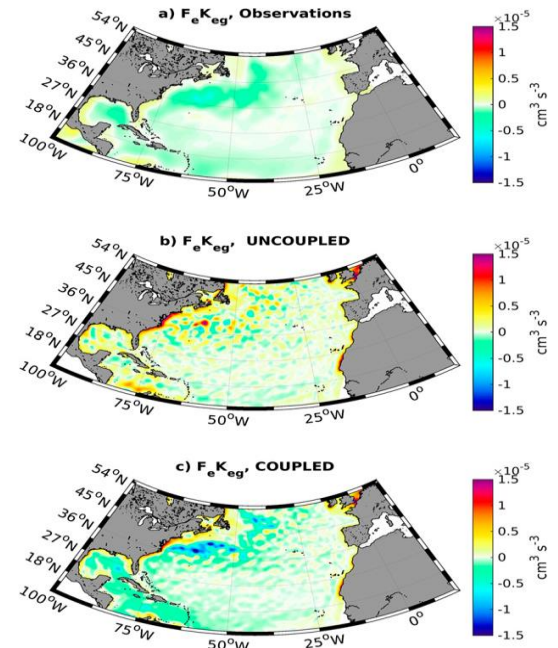 a) FeKeg, Observations
54°N
45°N
36°N
27°N
18°N
100°W
75°W
50°W
25°W
0°
×10-5
1.5
1
0.5
0
-0.5
-1
-1.5
cm3 s-3
b) FeKeg, UNCOUPLED
54°N
45°N
36°N
27°N
18°N
100°W
75°W
50°W
25°W
0°
×10-5
1.5
1
0.5
0
-0.5
-1
-1.5
cm3 s-3
c) FeKeg, COUPLED
54°N
45°N
36°N
27°N
18°N
100°W
75°W
50°W
25°W
0°
×10-5
1.5
1
0.5
0
-0.5
-1
-1.5
cm3 s-3